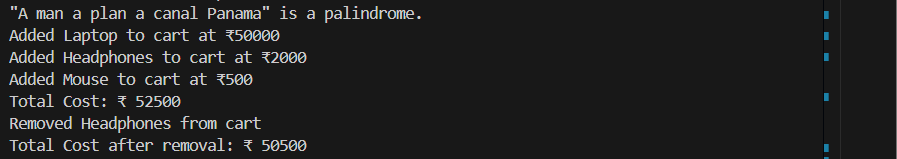 "A man a plan a canal Panama" is a palindrome.
Added Laptop to cart at ₹50000
Added Headphones to cart at ₹2000
Added Mouse to cart at ₹500
Total Cost: ₹ 52500
Removed Headphones from cart
Total Cost after removal: ₹ 50500